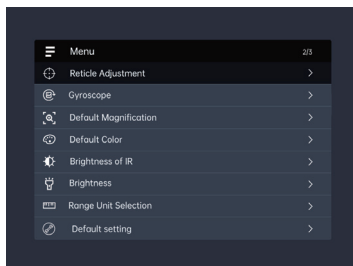 Menu 2/3
Reticle Adjustment
Gyroscope
Default Magnification
Default Color
Brightness of IR
Brightness
Range Unit Selection
Default setting